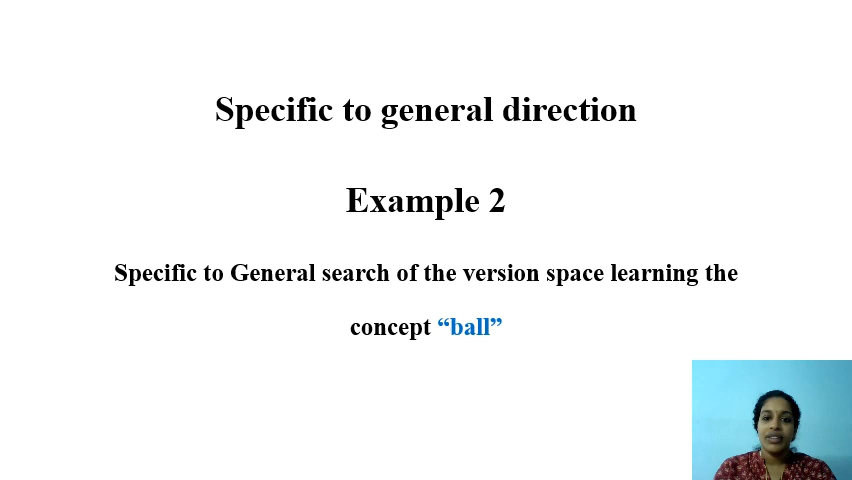 Specific to general direction
Example 2
Specific to General search of the version space learning the
concept “ball”